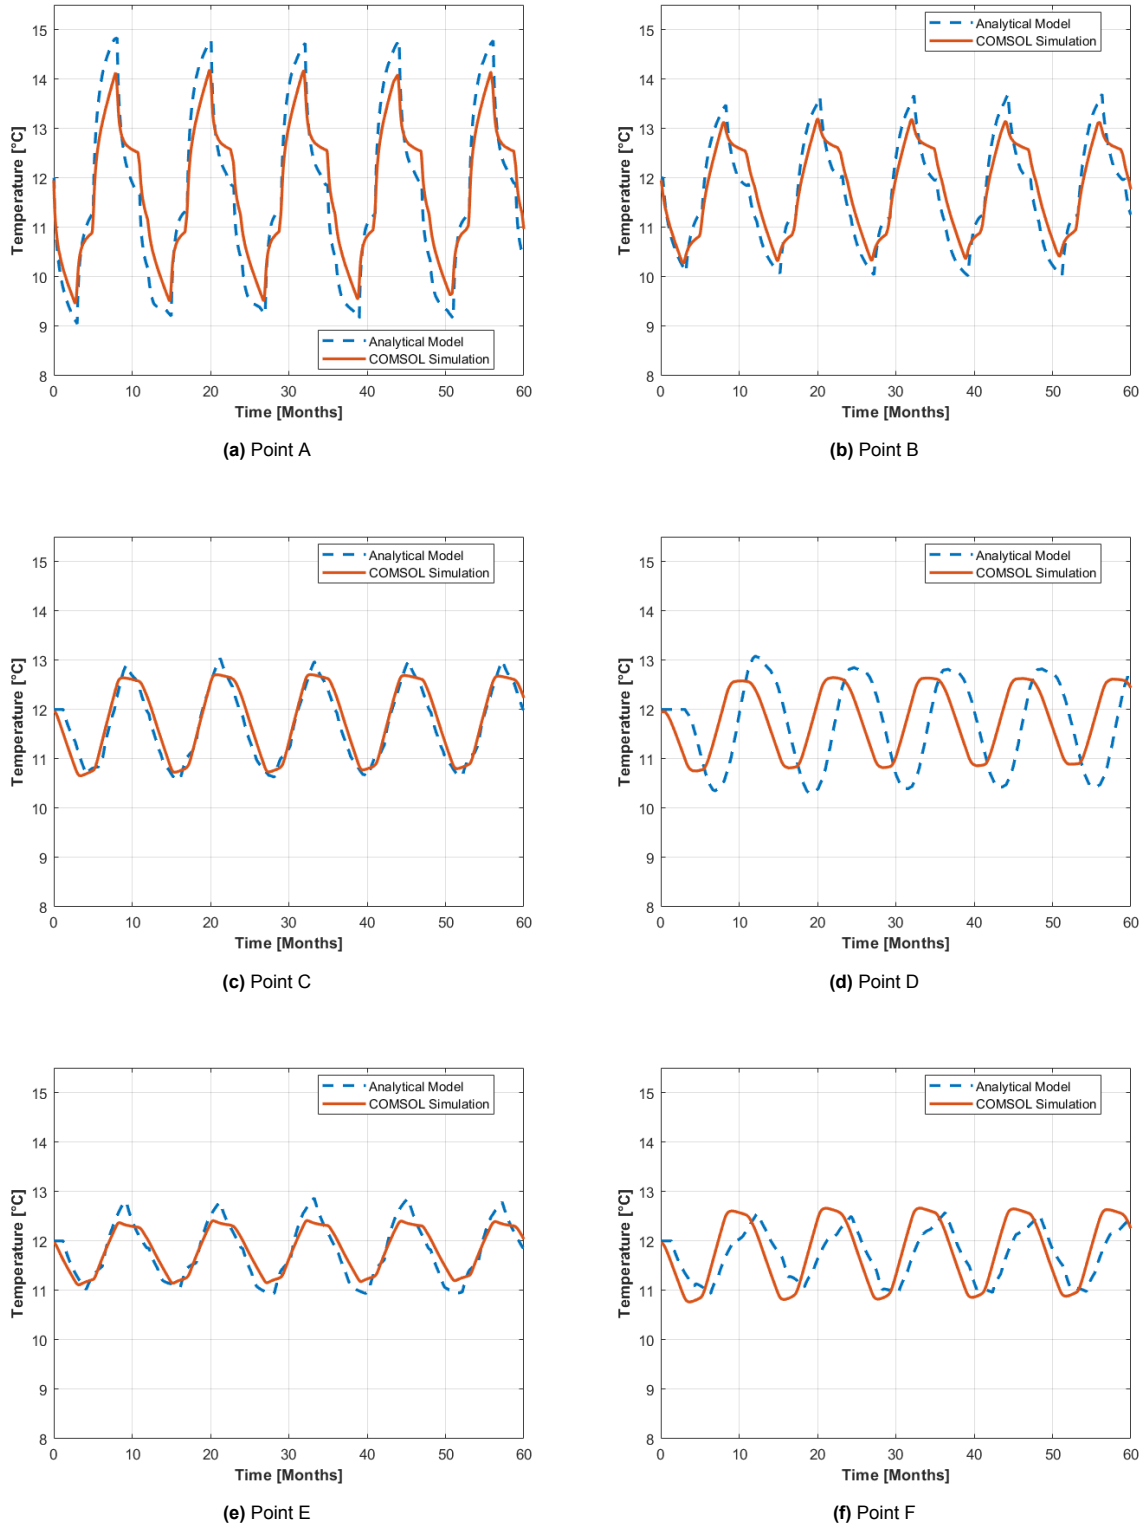 15
14
13
12
11
10
9
8
Temperature [°C]
0 10 20 30 40 50 60
Time [Months]
Analytical Model
COMSOL Simulation
(a) Point A
15
14
13
12
11
10
9
8
Temperature [°C]
0 10 20 30 40 50 60
Time [Months]
Analytical Model
COMSOL Simulation
(b) Point B
15
14
13
12
11
10
9
8
Temperature [°C]
0 10 20 30 40 50 60
Time [Months]
Analytical Model
COMSOL Simulation
(c) Point C
15
14
13
12
11
10
9
8
Temperature [°C]
0 10 20 30 40 50 60
Time [Months]
Analytical Model
COMSOL Simulation
(d) Point D
15
14
13
12
11
10
9
8
Temperature [°C]
0 10 20 30 40 50 60
Time [Months]
Analytical Model
COMSOL Simulation
(e) Point E
15
14
13
12
11
10
9
8
Temperature [°C]
0 10 20 30 40 50 60
Time [Months]
Analytical Model
COMSOL Simulation
(f) Point F